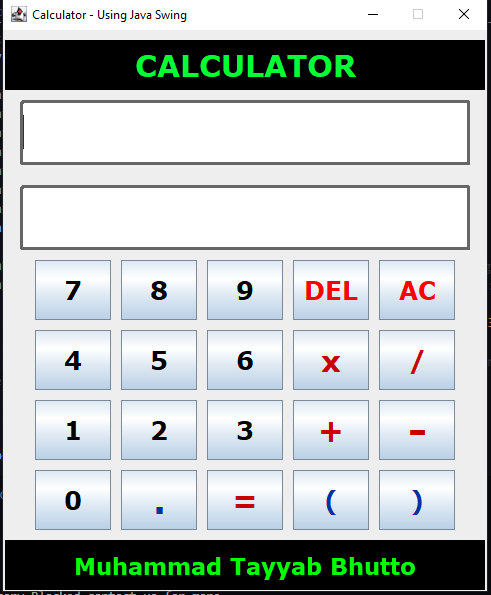 Calculator - Using Java Swing
CALCULATOR
7 8 9 DEL AC
4 5 6 x /
1 2 3 + -
0 . = ( )
Muhammad Tayyab Bhutto